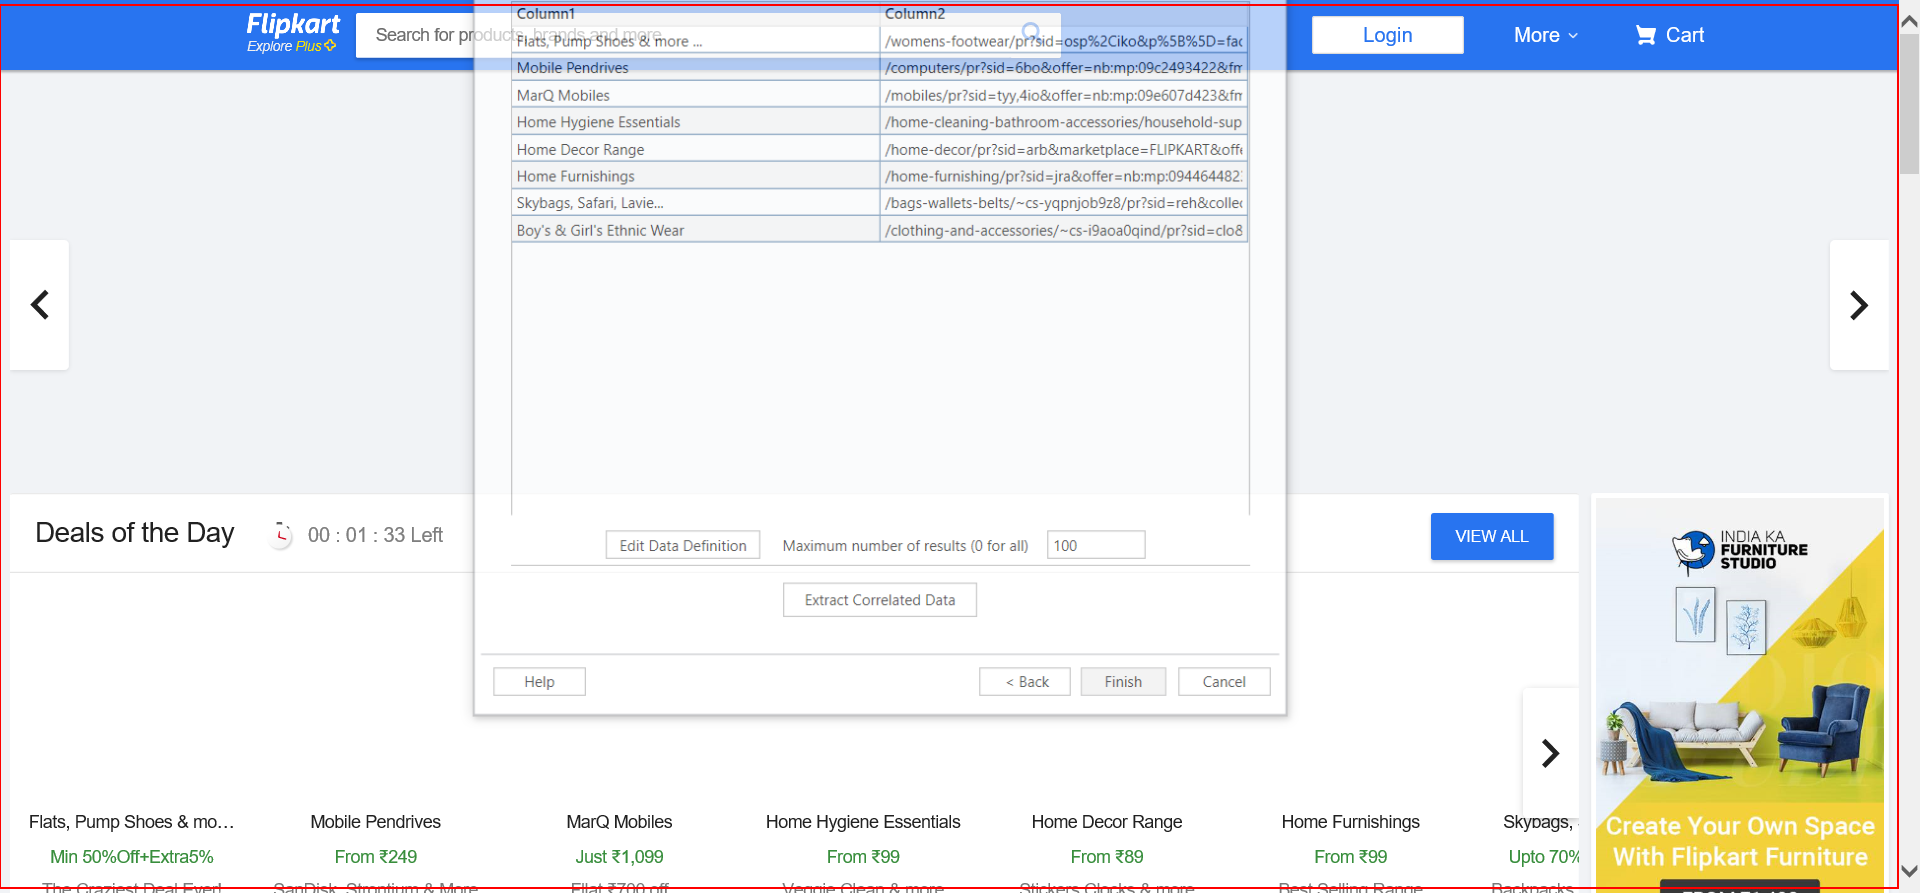 Flipkart
Explore Plus
Search for products, brands and more
Login
More
Cart
Column1 Column2
Flats, Pump Shoes & more ... /womens-footwear/pr?sid=osp%2Ciko&p%5B%5D=fac
Mobile Pendrives /computers/pr?sid=6bo&offer=nb:mp:09c2493422&fm
MarQ Mobiles /mobiles/pr?sid=tyy,4io&offer=nb:mp:09e607d423&fm
Home Hygiene Essentials /home-cleaning-bathroom-accessories/household-sup
Home Decor Range /home-decor/pr?sid=arb&marketplace=FLIPKART&offe
Home Furnishings /home-furnishing/pr?sid=jra&offer=nb:mp:094464482
Skybags, Safari, Lavie... /bags-wallets-belts/~cs-yqpnjob9z8/pr?sid=reh&collec
Boy's & Girl's Ethnic Wear /clothing-and-accessories/~cs-i9aoa0qind/pr?sid=clo&
Edit Data Definition Maximum number of results (0 for all) 100
Extract Correlated Data
Help < Back Finish Cancel
Deals of the Day 00 : 01 : 33 Left VIEW ALL
Flats, Pump Shoes & mo... Mobile Pendrives MarQ Mobiles Home Hygiene Essentials Home Decor Range Home Furnishings Skybags,
Min 50%Off+Extra5% From ₹249 Just ₹1,099 From ₹99 From ₹89 From ₹99 Upto 70%
The Craziest Deal Ever! SanDisk, Strontium & More Flat ₹700 off Veggie Clean & more Stickers Clocks & more Best Selling Range Backpacks,
INDIA KA
FURNITURE
STUDIO
Create Your Own Space
With Flipkart Furniture